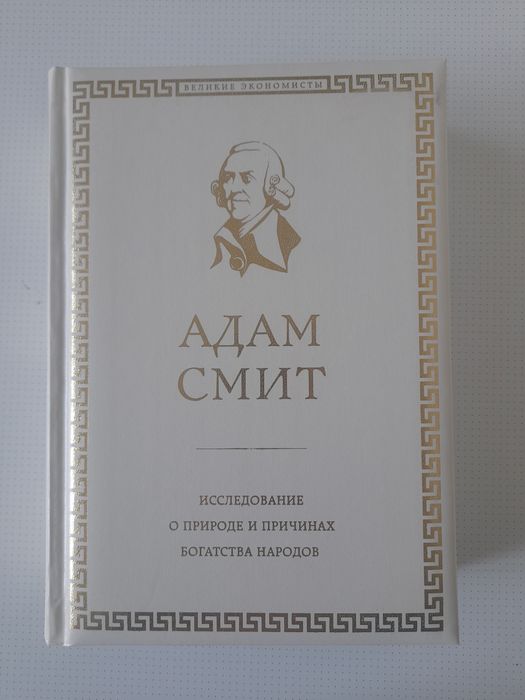 ВЕЛИКИЕ ЭКОНОМИСТЫ
АДАМ
СМИТ
ИССЛЕДОВАНИЕ
О ПРИРОДЕ И ПРИЧИНАХ
БОГАТСТВА НАРОДОВ